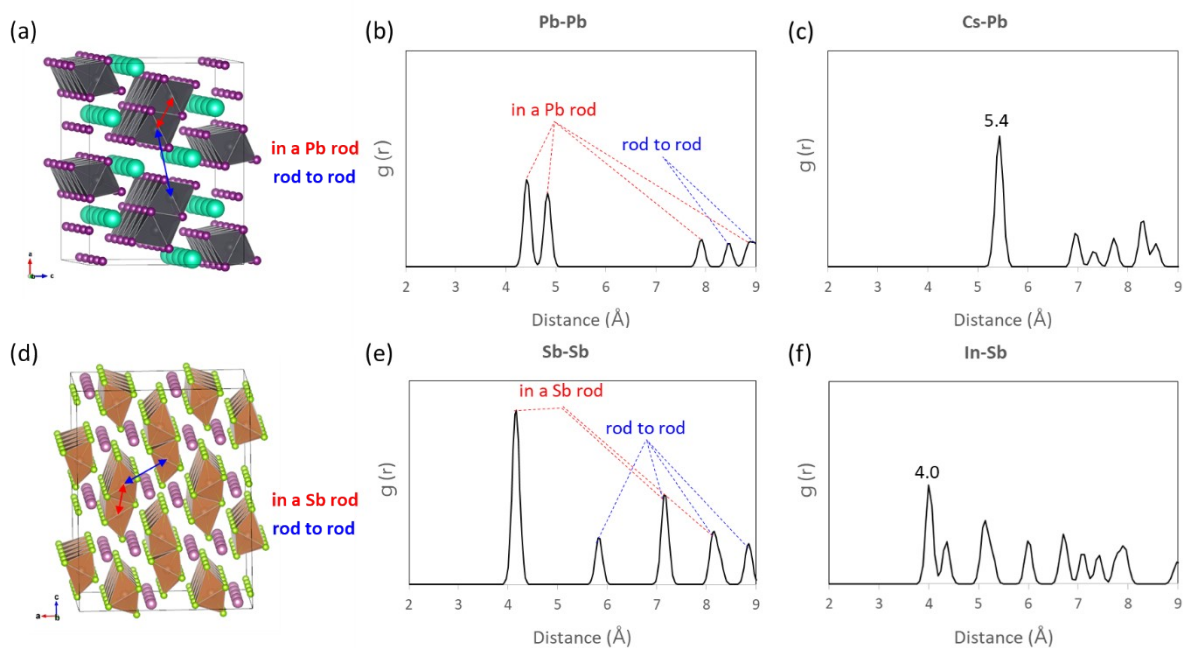 (a)
in a Pb rod
rod to rod
a
b
c
(b)
Pb-Pb
in a Pb rod
rod to rod
g (r)
2 3 4 5 6 7 8 9
Distance (Å)
(c)
Cs-Pb
5.4
g (r)
2 3 4 5 6 7 8 9
Distance (Å)
(d)
in a Sb rod
rod to rod
c
a
b
(e)
Sb-Sb
in a Sb rod
rod to rod
g (r)
2 3 4 5 6 7 8 9
Distance (Å)
(f)
In-Sb
4.0
g (r)
2 3 4 5 6 7 8 9
Distance (Å)